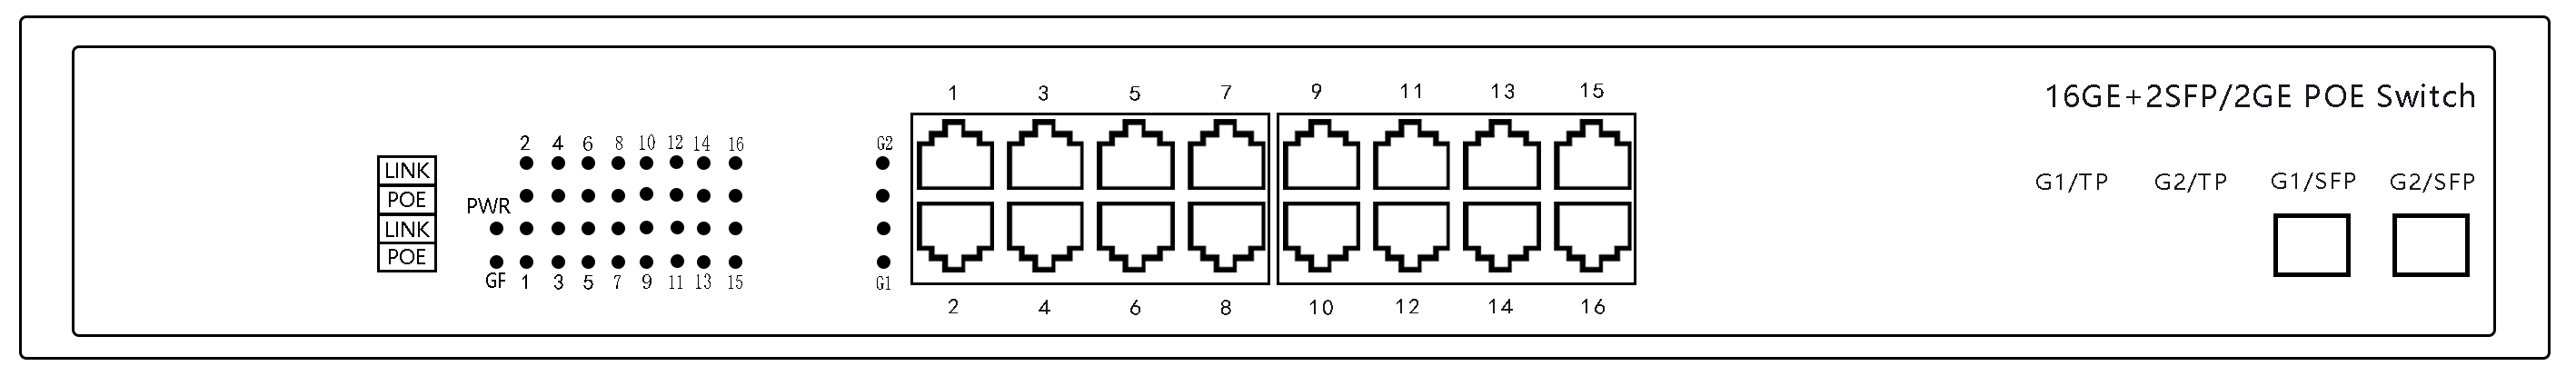 1 3 5 7 9 11 13 15
16GE+2SFP/2GE POE Switch
2 4 6 8 10 12 14 16 G2
LINK
POE
LINK
POE
PWR
GF 1 3 5 7 9 11 13 15 G1
G1/TP G2/TP G1/SFP G2/SFP
2 4 6 8 10 12 14 16